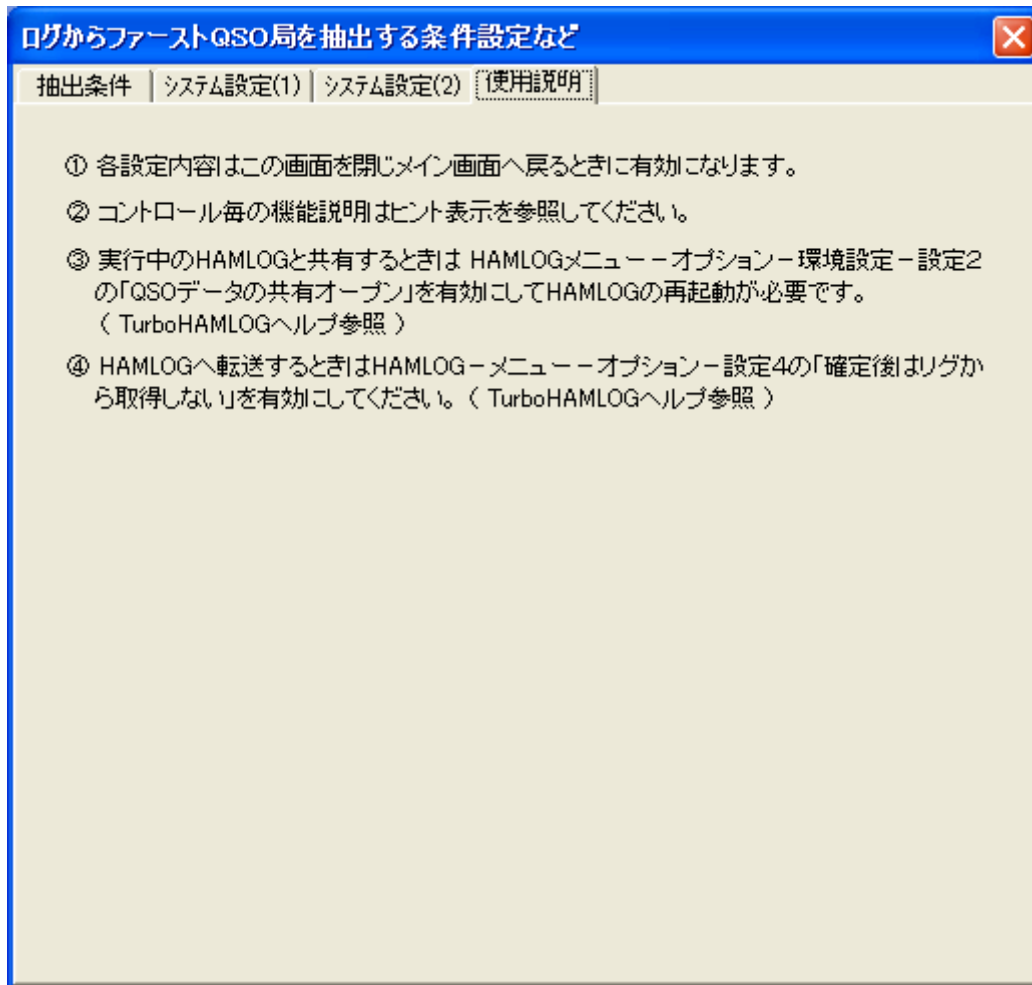 ログからファーストQSO局を抽出する条件設定など
抽出条件 システム設定(1) システム設定(2) 使用説明
① 各設定内容はこの画面を閉じメイン画面へ戻るときに有効になります。
② コントロール毎の機能説明はヒント表示を参照してください。
③ 実行中のHAMLOGと共有するときは HAMLOGメニュー－オプション－環境設定－設定2
の「QSOデータの共有オープン」を有効にしてHAMLOGの再起動が必要です。
（ TurboHAMLOGヘルプ参照 ）
④ HAMLOGへ転送するときはHAMLOG－メニュー－オプション－設定4の「確定後はリグか
ら取得しない」を有効にしてください。（ TurboHAMLOGヘルプ参照 ）